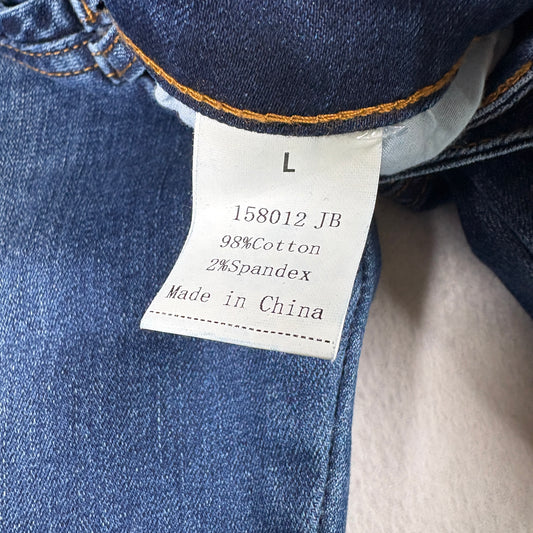 L
158012 JB
98%Cotton
2%Spandex
Made in China